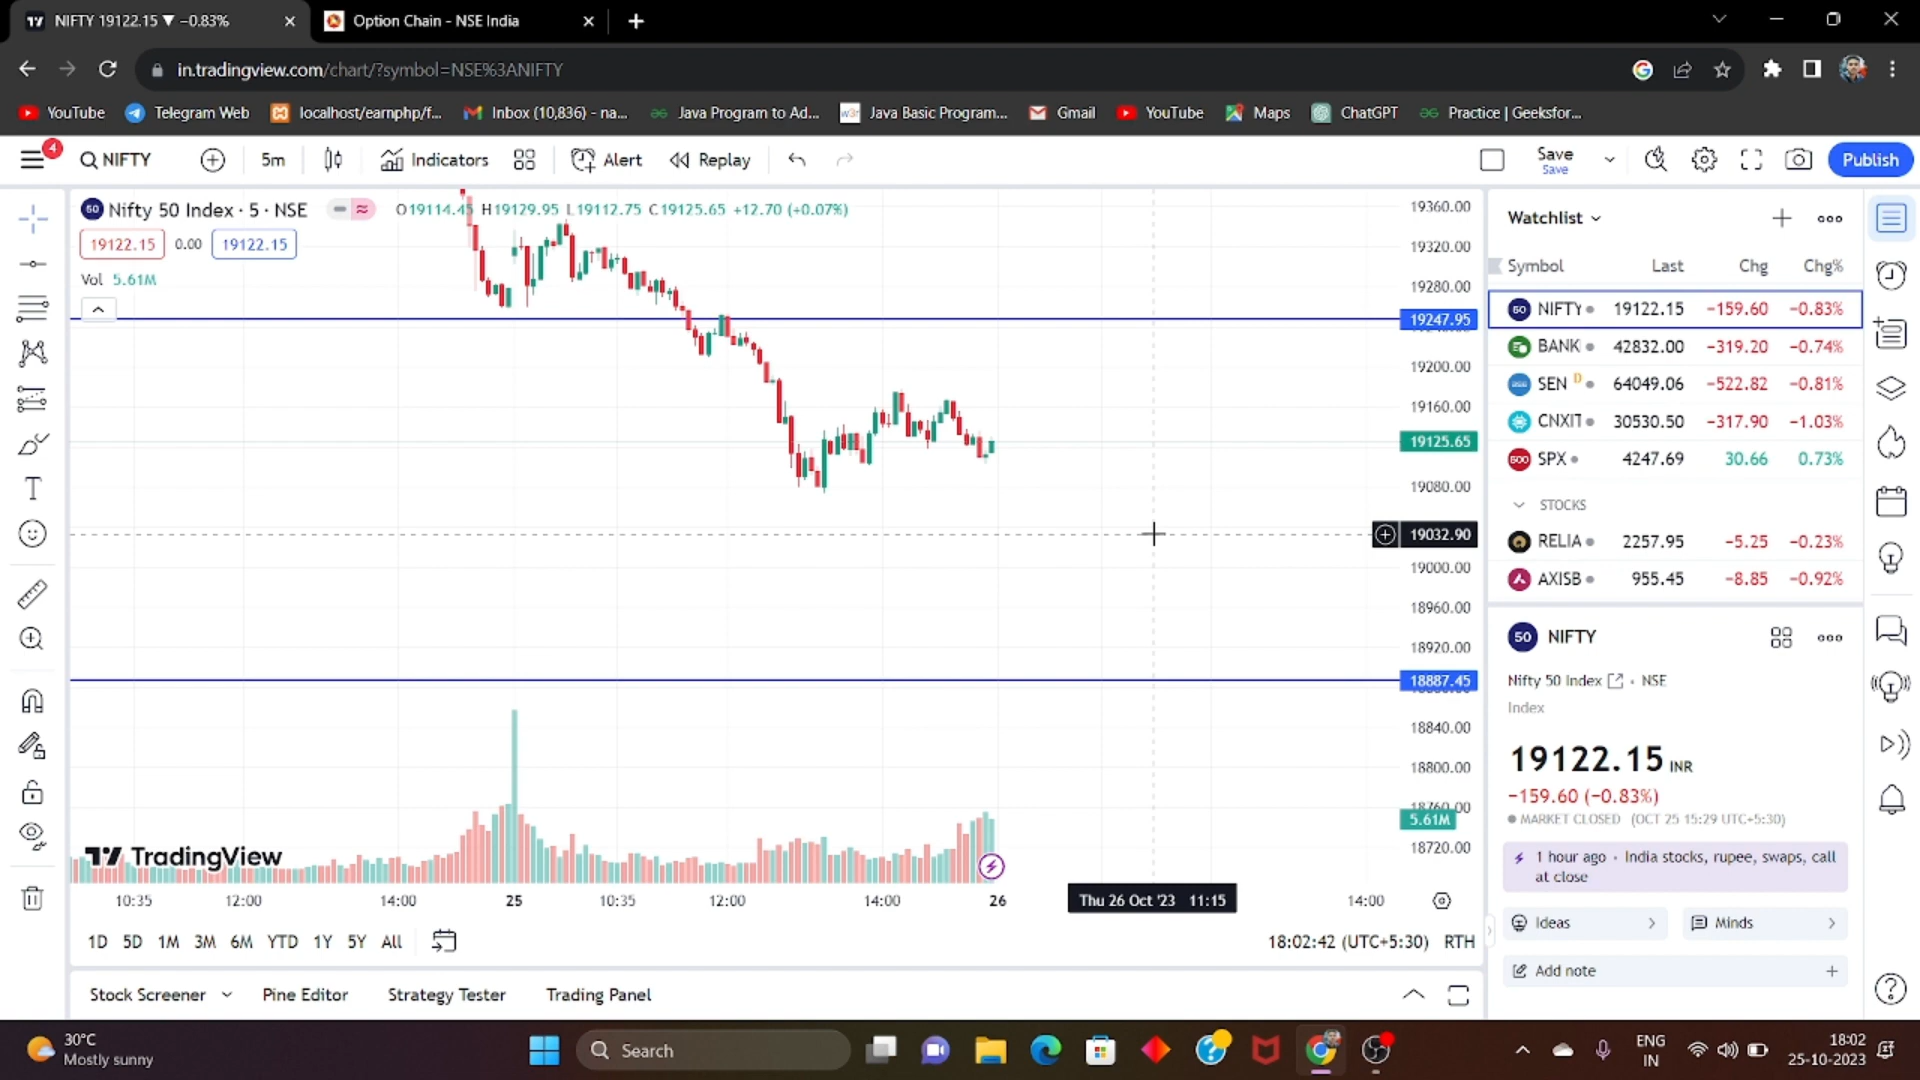 NIFTY 19122.15 ▼ −0.83%
Option Chain - NSE India
in.tradingview.com/chart/?symbol=NSE%3ANIFTY
YouTube
Telegram Web
localhost/earnphp/f...
Inbox (10,836) - na...
Java Program to Ad...
Java Basic Program...
Gmail
YouTube
Maps
ChatGPT
Practice | Geeksfor...
4
NIFTY
5m
Indicators
Alert
Replay
Save
Save
Publish
Nifty 50 Index · 5 · NSE
O19114.45 H19129.95 L19112.75 C19125.65 +12.70 (+0.07%)
19122.15 0.00 19122.15
Vol 5.61M
19360.00
19320.00
19280.00
19247.95
19200.00
19160.00
19125.65
19080.00
19032.90
19000.00
18960.00
18920.00
18887.45
18840.00
18800.00
18760.00
5.61M
18720.00
TradingView
10:35
12:00
14:00
25
10:35
12:00
14:00
26
Thu 26 Oct '23 11:15
14:00
1D 5D 1M 3M 6M YTD 1Y 5Y All
18:02:42 (UTC+5:30) RTH
Stock Screener
Pine Editor
Strategy Tester
Trading Panel
Watchlist
Symbol Last Chg Chg%
50 NIFTY 19122.15 −159.60 −0.83%
BANK 42832.00 −319.20 −0.74%
SEN D 64049.06 −522.82 −0.81%
CNXIT 30530.50 −317.90 −1.03%
500 SPX 4247.69 30.66 0.73%
STOCKS
RELIA 2257.95 −5.25 −0.23%
AXISB 955.45 −8.85 −0.92%
50 NIFTY
Nifty 50 Index · NSE
Index
19122.15 INR
−159.60 (−0.83%)
MARKET CLOSED (OCT 25 15:29 UTC+5:30)
1 hour ago · India stocks, rupee, swaps, call
at close
Ideas
Minds
Add note
30°C
Mostly sunny
Search
ENG
IN
18:02
25-10-2023